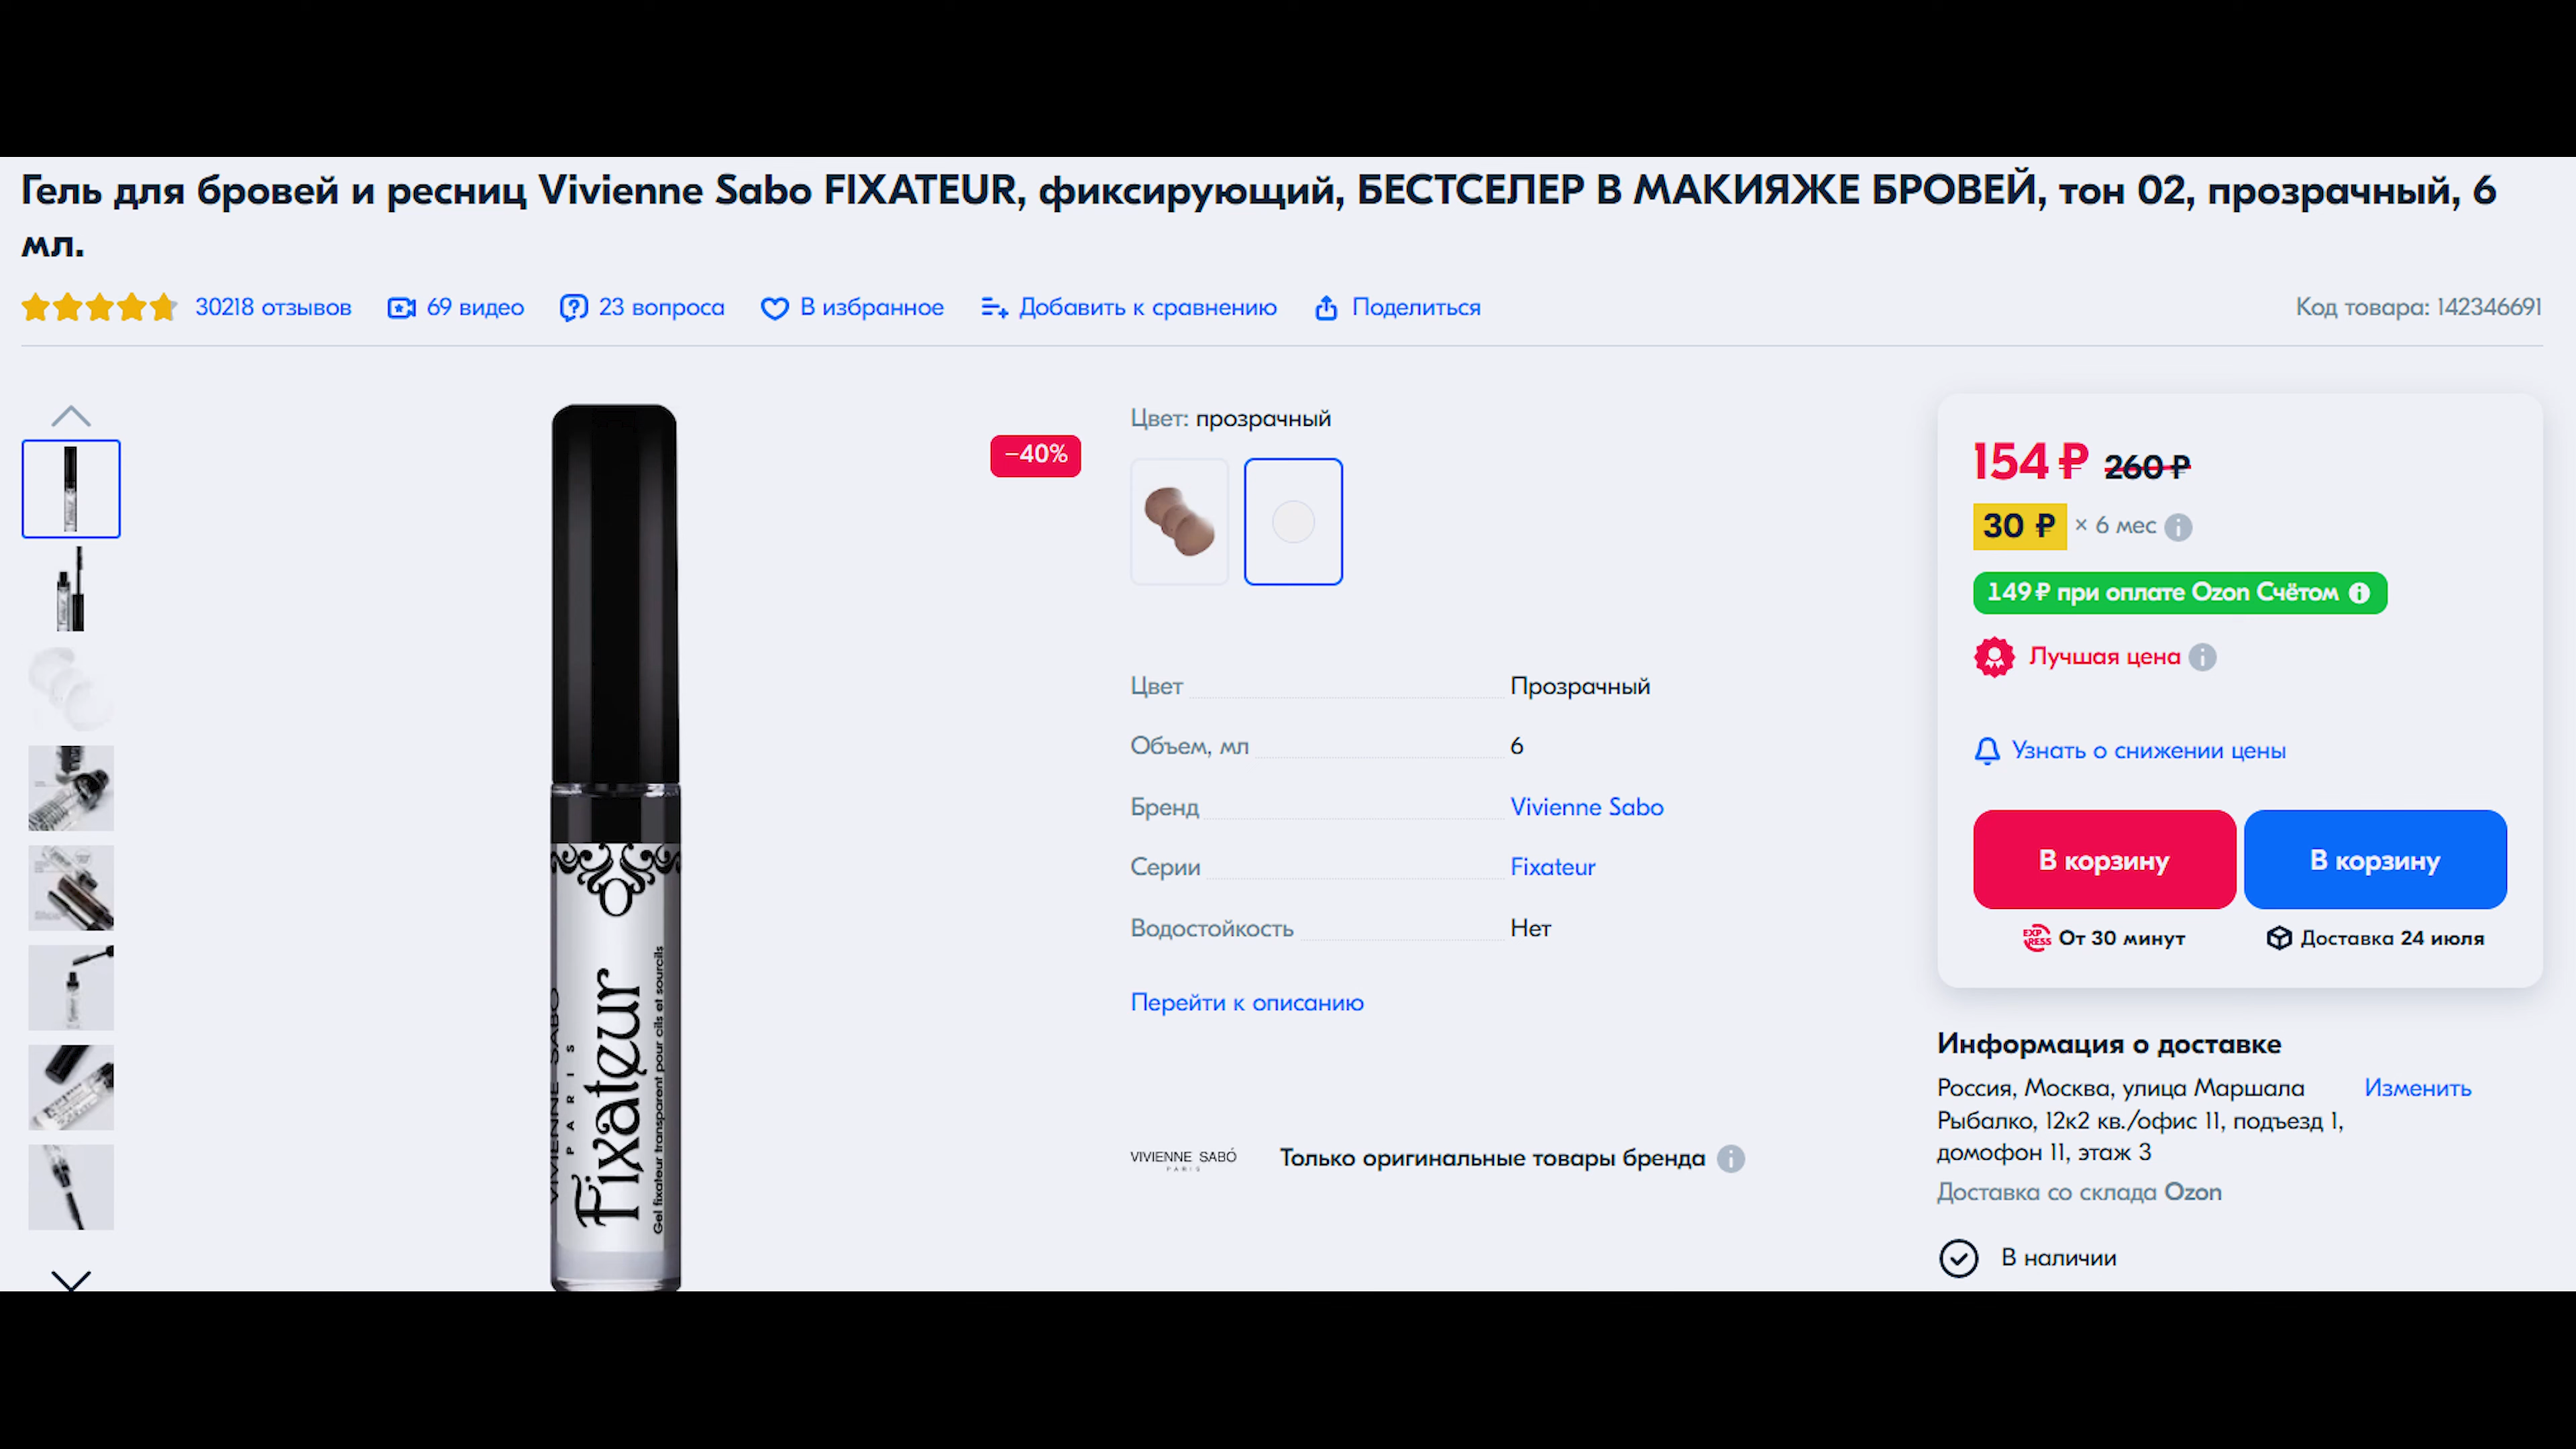 Гель для бровей и ресниц Vivienne Sabo FIXATEUR, фиксирующий, БЕСТСЕЛЕР В МАКИЯЖЕ БРОВЕЙ, тон 02, прозрачный, 6
мл.
30218 отзывов 69 видео 23 вопроса В избранное Добавить к сравнению Поделиться Код товара: 142346691
−40%
VIVIENNE SABO
PARIS
Fixateur
Gel fixateur transparent pour cils et sourcils
Цвет: прозрачный
Цвет Прозрачный
Объем, мл 6
Бренд Vivienne Sabo
Серии Fixateur
Водостойкость Нет
Перейти к описанию
VIVIENNE SABÓ
PARIS
Только оригинальные товары бренда
154 ₽ 260 ₽
30 ₽ × 6 мес
149 ₽ при оплате Ozon Счётом
Лучшая цена
Узнать о снижении цены
В корзину В корзину
EXPRESS От 30 минут Доставка 24 июля
Информация о доставке
Россия, Москва, улица Маршала Изменить
Рыбалко, 12к2 кв./офис 11, подъезд 1,
домофон 11, этаж 3
Доставка со склада Ozon
В наличии